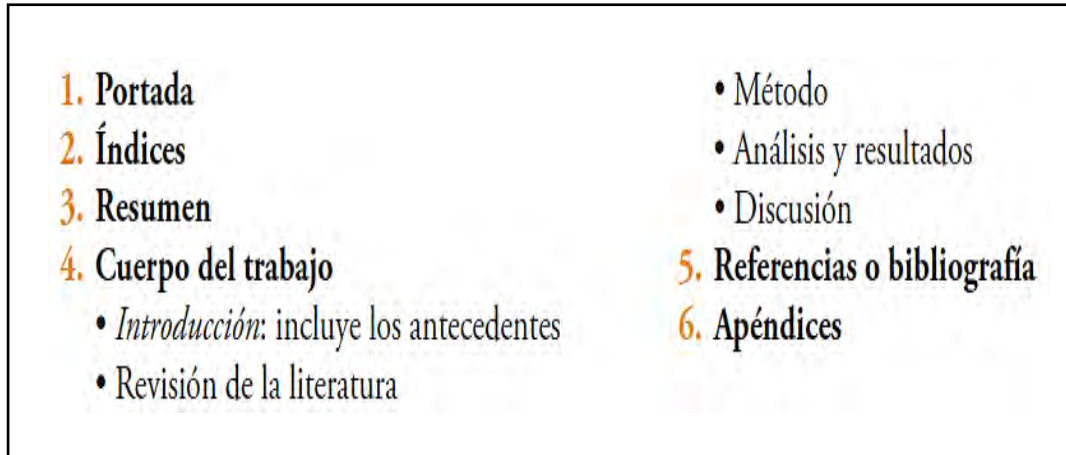 1. Portada
2. Índices
3. Resumen
4. Cuerpo del trabajo
• Introducción: incluye los antecedentes
• Revisión de la literatura
• Método
• Análisis y resultados
• Discusión
5. Referencias o bibliografía
6. Apéndices